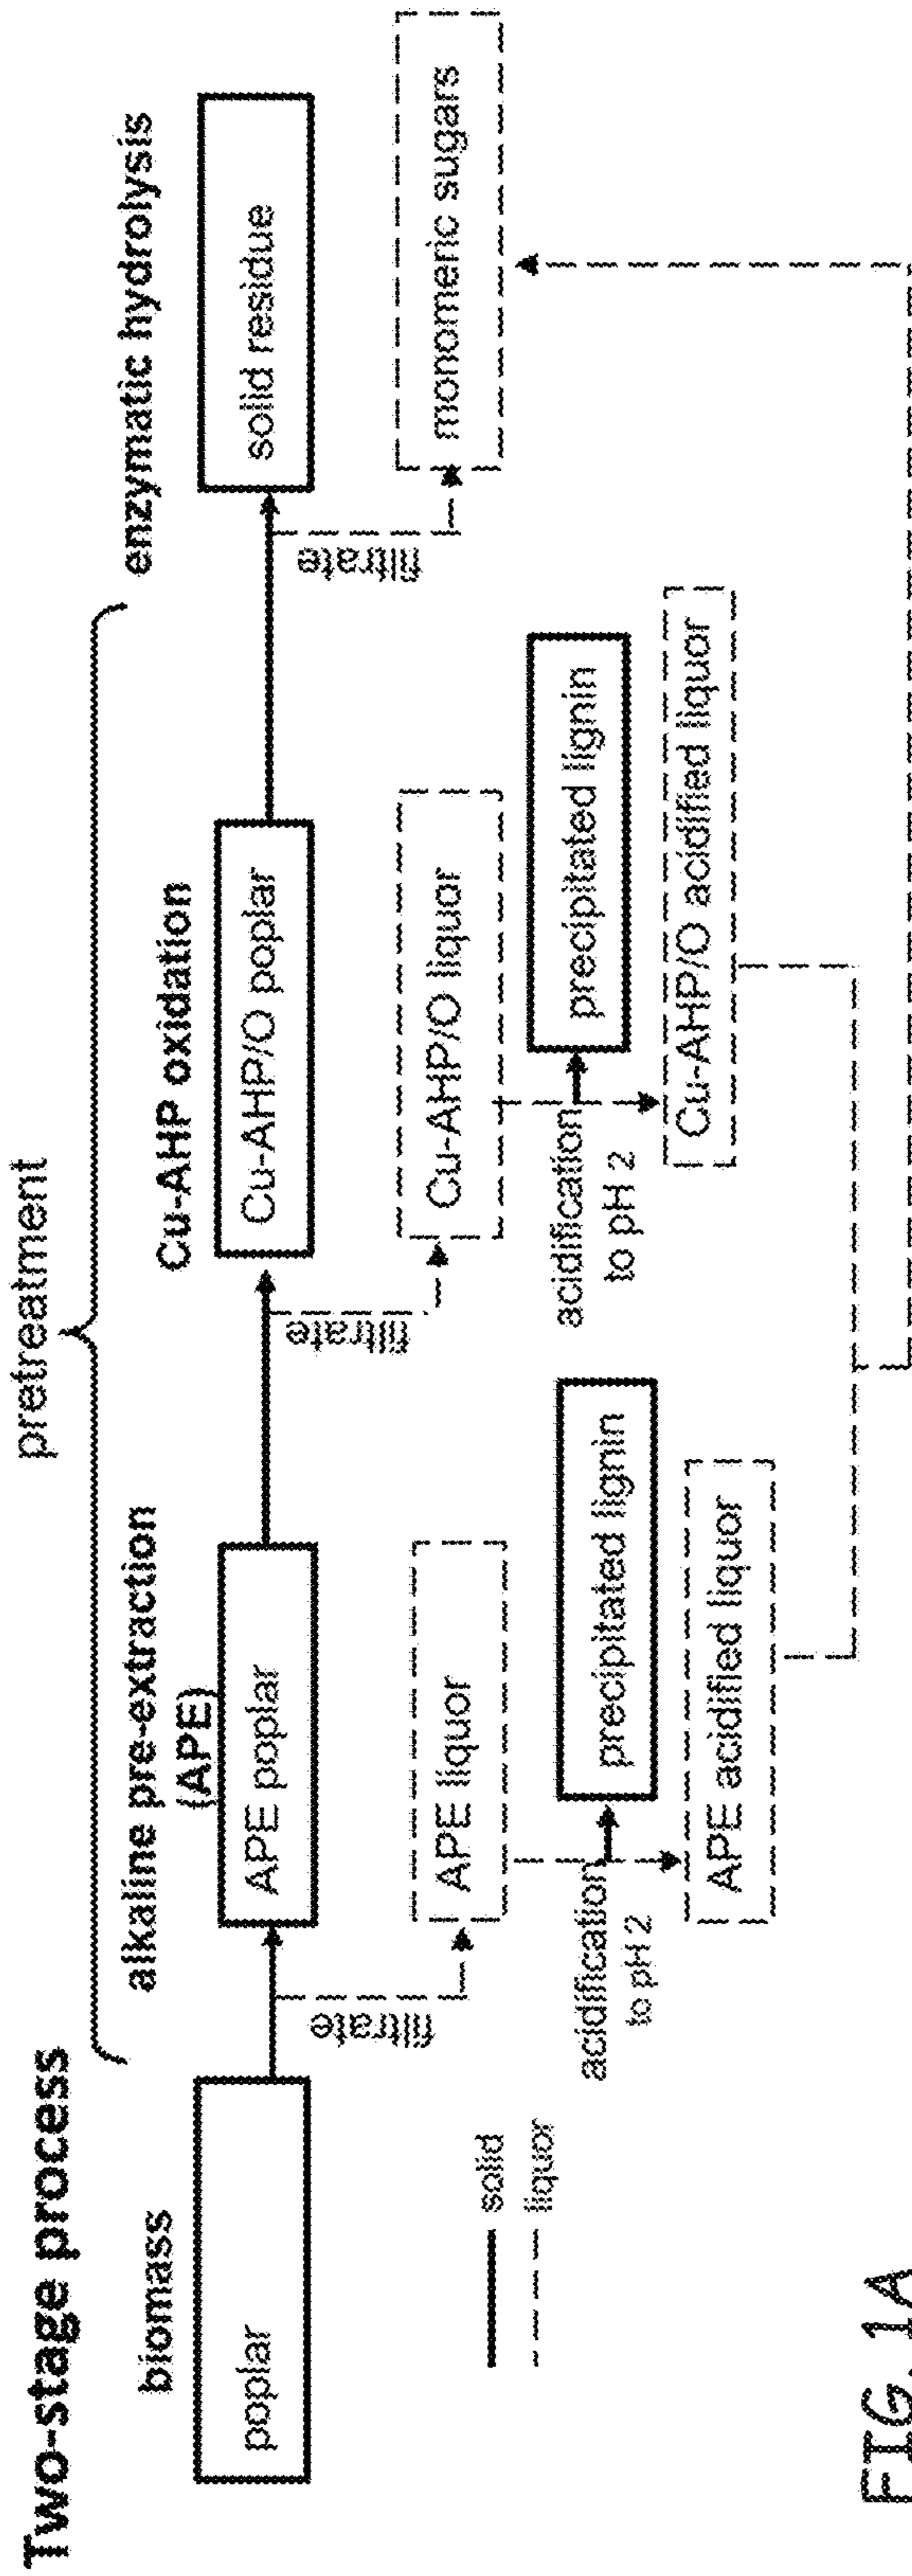 Two-stage process
pretreatment
biomass
alkaline pre-extraction
(APE)
Cu-AHP oxidation
enzymatic hydrolysis
poplar
APE poplar
Cu-AHP/O poplar
solid residue
filtrate
filtrate
filtrate
APE liquor
Cu-AHP/O liquor
monomeric sugars
solid
liquor
acidification
to pH 2
precipitated lignin
acidification
to pH 2
precipitated lignin
APE acidified liquor
Cu-AHP/O acidified liquor
FIG. 1A